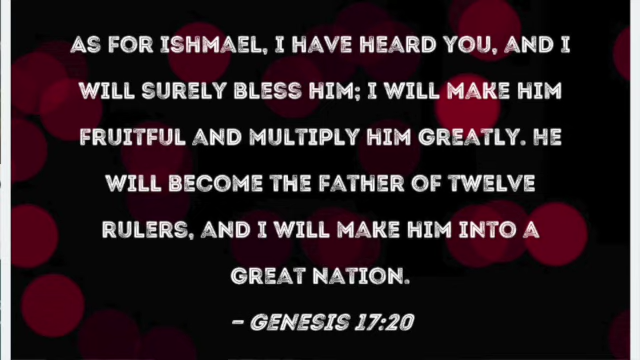 AS FOR ISHMAEL, I HAVE HEARD YOU, AND I
WILL SURELY BLESS HIM; I WILL MAKE HIM
FRUITFUL AND MULTIPLY HIM GREATLY. HE
WILL BECOME THE FATHER OF TWELVE
RULERS, AND I WILL MAKE HIM INTO A
GREAT NATION.
– GENESIS 17:20